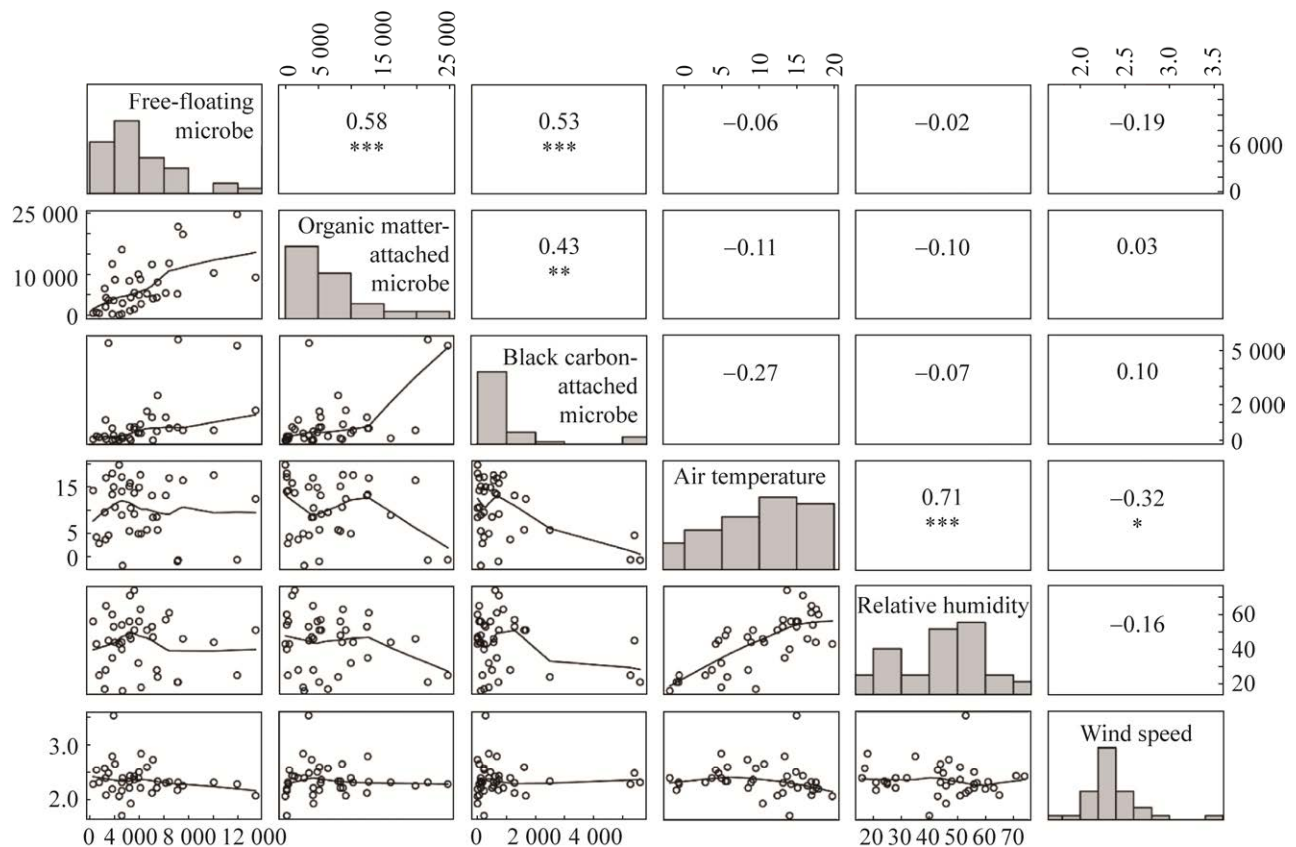 0 5 000 15 000 25 000 0 5 10 15 20 2.0 2.5 3.0 3.5
Free-floating
microbe
0.58
***
0.53
***
−0.06
−0.02
−0.19
6 000
0
25 000
10 000
0
Organic matter-
attached
microbe
0.43
**
−0.11
−0.10
0.03
Black carbon-
attached
microbe
−0.27
−0.07
0.10
5 000
2 000
0
15
10
5
0
Air temperature
0.71
***
−0.32
*
Relative humidity
−0.16
60
40
20
3.0
2.0
Wind speed
0 4 000 8 000 12 000 0 2 000 4 000 20 30 40 50 60 70